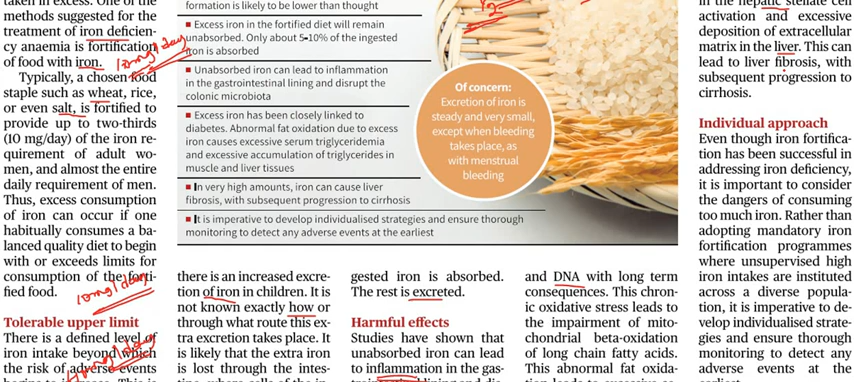 taken in excess. One of the
methods suggested for the
treatment of iron deficien-
cy anaemia is fortification
of food with iron.
10mg/day
Typically, a chosen food
staple such as wheat, rice,
or even salt, is fortified to
provide up to two-thirds
(10 mg/day) of the iron re-
quirement of adult wo-
men, and almost the entire
daily requirement of men.
Thus, excess consumption
of iron can occur if one
habitually consumes a ba-
lanced quality diet to begin
with or exceeds limits for
consumption of the forti-
fied food.
10mg/day
Tolerable upper limit
There is a defined level of
iron intake beyond which
the risk of adverse events
formation is likely to be lower than thought
■ Excess iron in the fortified diet will remain
unabsorbed. Only about 5-10% of the ingested
iron is absorbed
■ Unabsorbed iron can lead to inflammation
in the gastrointestinal lining and disrupt the
colonic microbiota
■ Excess iron has been closely linked to
diabetes. Abnormal fat oxidation due to excess
iron causes excessive serum triglyceridemia
and excessive accumulation of triglycerides in
muscle and liver tissues
■ In very high amounts, iron can cause liver
fibrosis, with subsequent progression to cirrhosis
■ It is imperative to develop individualised strategies and ensure thorough
monitoring to detect any adverse events at the earliest
Of concern:
Excretion of iron is
steady and very small,
except when bleeding
takes place, as
with menstrual
bleeding
there is an increased excre-
tion of iron in children. It is
not known exactly how or
through what route this ex-
tra excretion takes place. It
is likely that the extra iron
is lost through the intes-
gested iron is absorbed.
The rest is excreted.
Harmful effects
Studies have shown that
unabsorbed iron can lead
to inflammation in the gas-
and DNA with long term
consequences. This chron-
ic oxidative stress leads to
the impairment of mito-
chondrial beta-oxidation
of long chain fatty acids.
This abnormal fat oxida-
in the hepatic stellate cell
activation and excessive
deposition of extracellular
matrix in the liver. This can
lead to liver fibrosis, with
subsequent progression to
cirrhosis.
Individual approach
Even though iron fortifica-
tion has been successful in
addressing iron deficiency,
it is important to consider
the dangers of consuming
too much iron. Rather than
adopting mandatory iron
fortification programmes
where unsupervised high
iron intakes are instituted
across a diverse popula-
tion, it is imperative to de-
velop individualised strate-
gies and ensure thorough
monitoring to detect any
adverse events at the